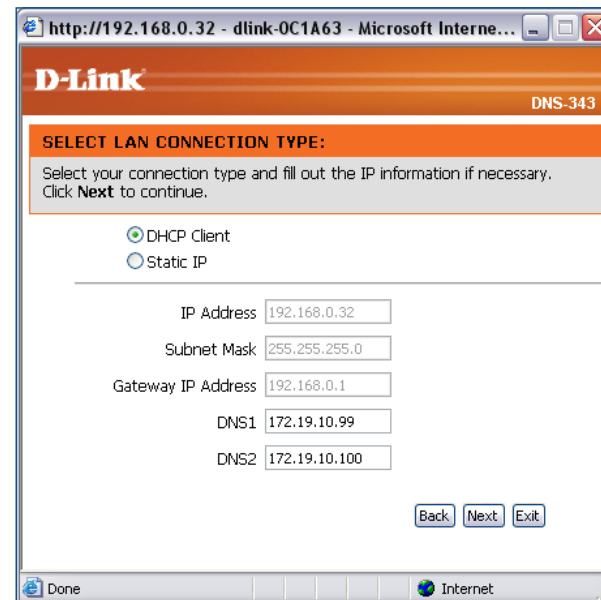 http://192.168.0.32 - dlink-0C1A63 - Microsoft Interne...
D-Link
DNS-343
SELECT LAN CONNECTION TYPE:
Select your connection type and fill out the IP information if necessary.
Click Next to continue.
DHCP Client
Static IP
IP Address 192.168.0.32
Subnet Mask 255.255.255.0
Gateway IP Address 192.168.0.1
DNS1 172.19.10.99
DNS2 172.19.10.100
Back Next Exit
Done Internet